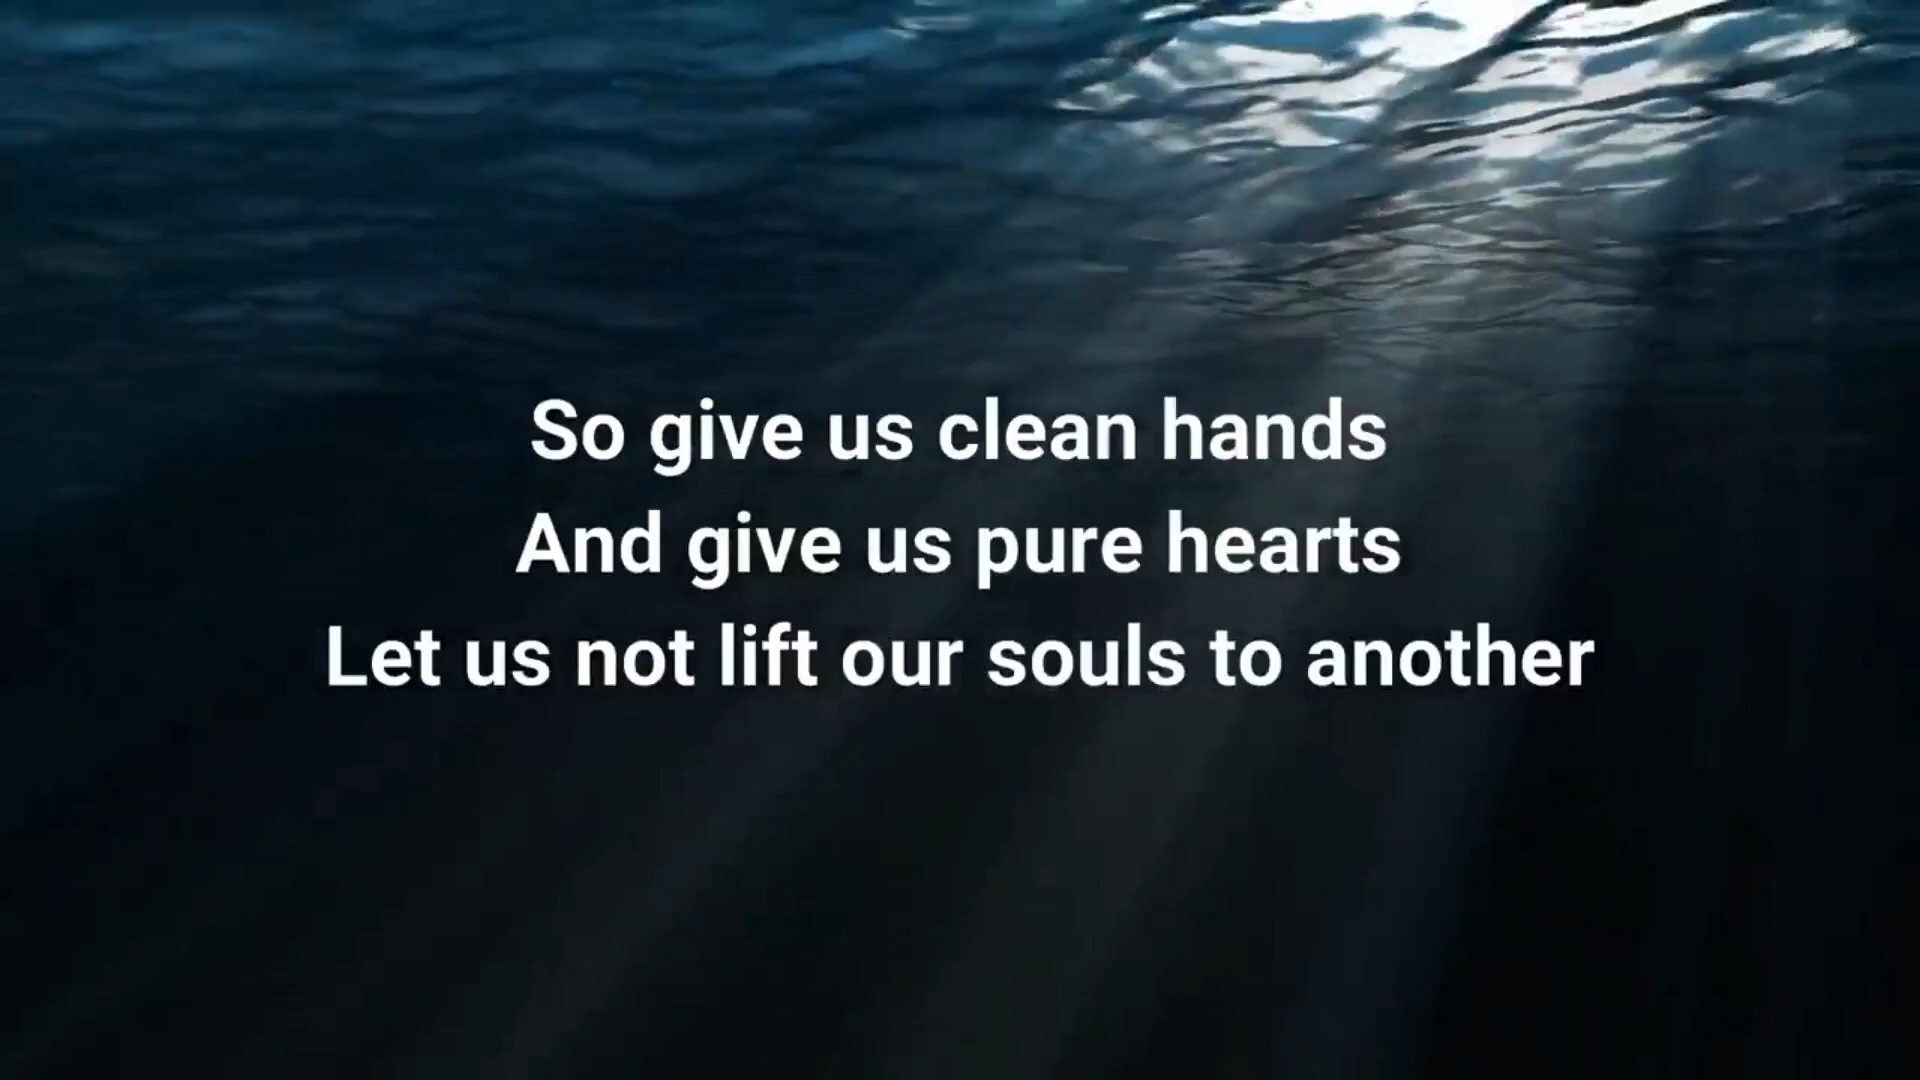 So give us clean hands
And give us pure hearts
Let us not lift our souls to another